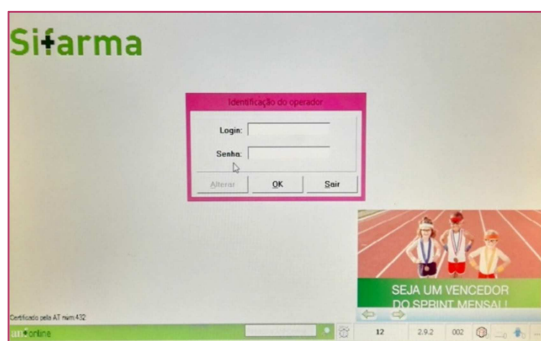 Sifarma
Identificação do operador
Login:
Senha:
Alterar
OK
Sair
SEJA UM VENCEDOR
DO SPRINT MENSAL!
Certificado pela AT num 432
online
12
2.9.2
002